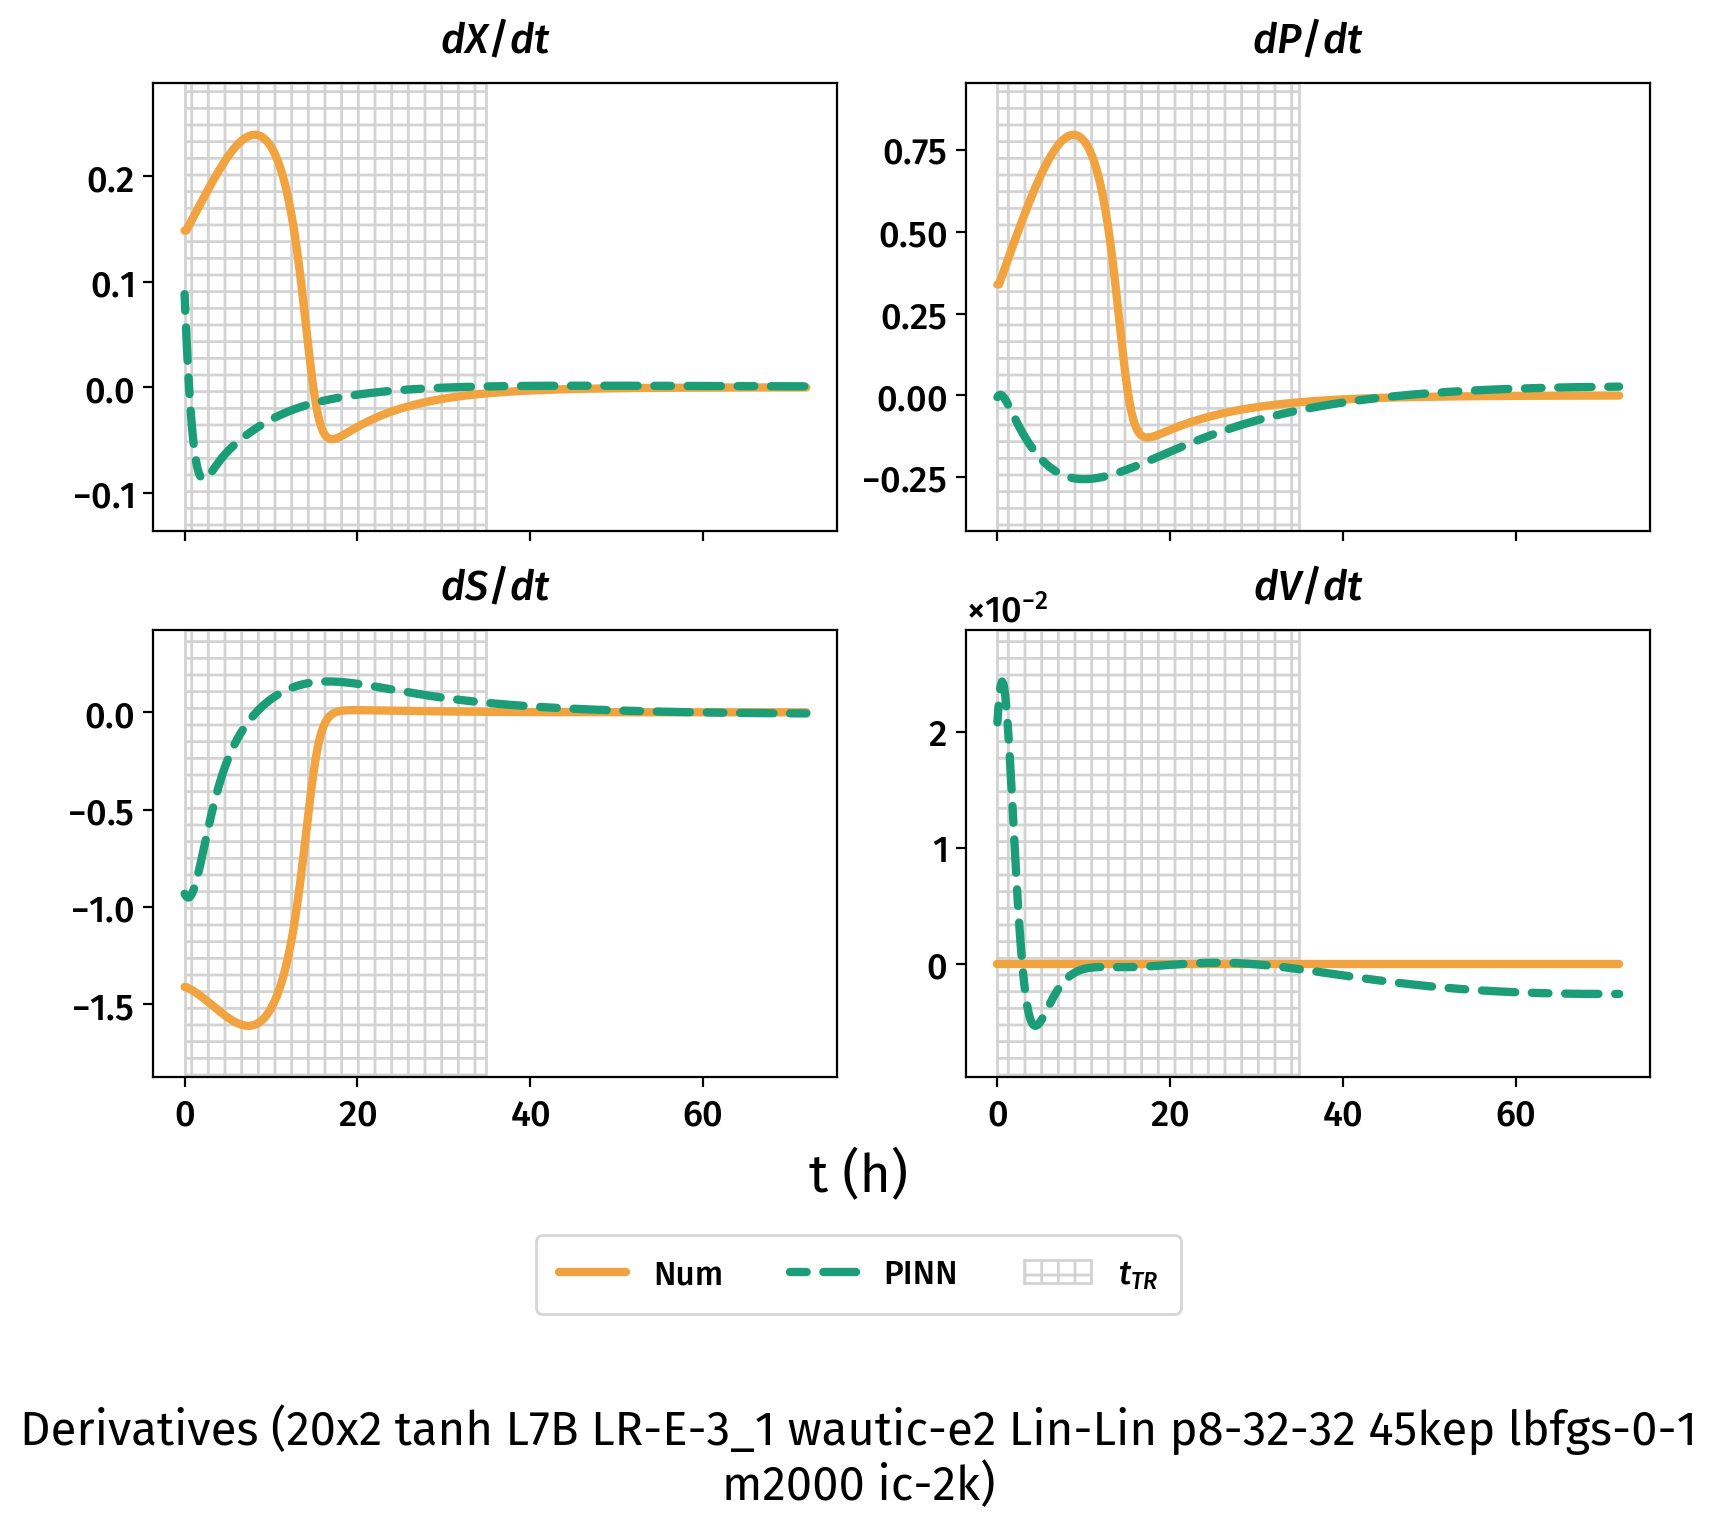 dX/dt
dP/dt
0.2
0.1
0.0
−0.1
0.75
0.50
0.25
0.00
−0.25
dS/dt
dV/dt
×10⁻²
0.0
−0.5
−1.0
−1.5
2
1
0
0 20 40 60
0 20 40 60
t (h)
Num PINN t_TR
Derivatives (20x2 tanh L7B LR-E-3_1 wautic-e2 Lin-Lin p8-32-32 45kep lbfgs-0-1
m2000 ic-2k)